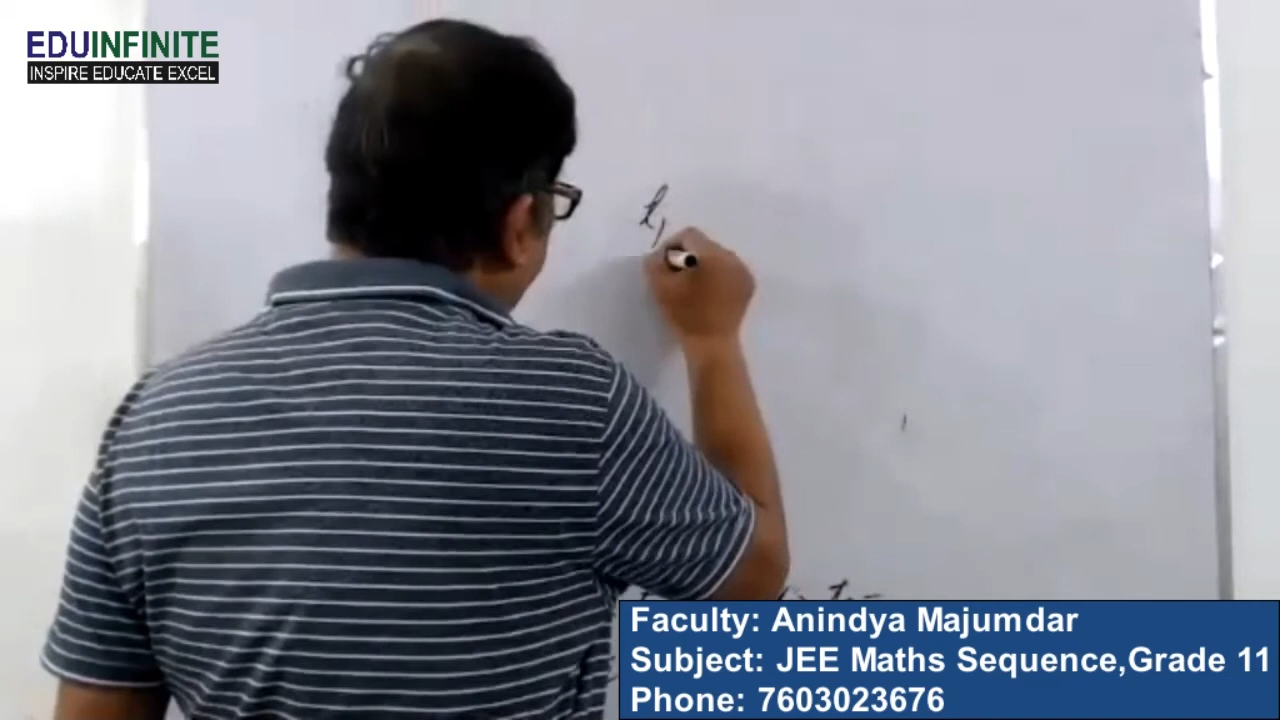 EDUINFINITE
INSPIRE EDUCATE EXCEL
Faculty: Anindya Majumdar
Subject: JEE Maths Sequence,Grade 11
Phone: 7603023676